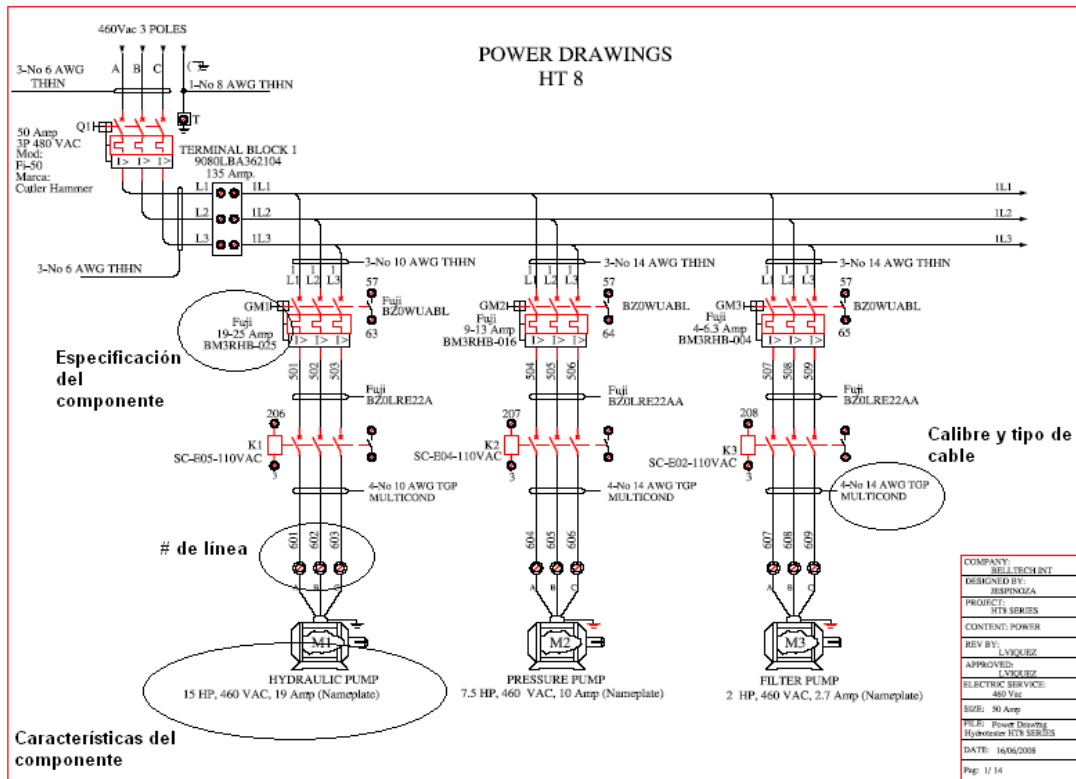 460Vac 3 POLES
POWER DRAWINGS
HT 8
3-No 6 AWG
THHN
A B C
1-No 8 AWG THHN
T
Q1
50 Amp
3P 480 VAC
Mod:
Fi-50
Marca:
Cutler Hammer
I> I> I>
TERMINAL BLOCK 1
9080LBA362104
135 Amp.
L1 1L1 1L1
L2 1L2 1L2
L3 1L3 1L3
3-No 6 AWG THHN
3-No 10 AWG THHN
3-No 14 AWG THHN
3-No 14 AWG THHN
1 1 1
L1 L2 L3
1 1 1
L1 L2 L3
1 1 1
L1 L2 L3
57
57
57
GM1
Fuji
19-25 Amp
BM3RHB-025
I> I> I>
Fuji
BZ0WUABL
63
GM2
Fuji
9-13 Amp
BM3RHB-016
I> I> I>
BZ0WUABL
64
GM3
Fuji
4-6.3 Amp
BM3RHB-004
I> I> I>
BZ0WUABL
65
Especificación
del
componente
501 502 503
504 505 506
507 508 509
Fuji
BZ0LRE22A
Fuji
BZ0LRE22AA
Fuji
BZ0LRE22AA
206
K1
SC-E05-110VAC
3
207
K2
SC-E04-110VAC
3
208
K3
SC-E02-110VAC
3
Calibre y tipo de
cable
4-No 10 AWG TGP
MULTICOND
4-No 14 AWG TGP
MULTICOND
4-No 14 AWG TGP
MULTICOND
# de línea
601 602 603
604 605 606
607 608 609
A B C
A B C
A B C
M1
M2
M3
HYDRAULIC PUMP
15 HP, 460 VAC, 19 Amp (Nameplate)
PRESSURE PUMP
7.5 HP, 460 VAC, 10 Amp (Nameplate)
FILTER PUMP
2 HP, 460 VAC, 2.7 Amp (Nameplate)
Características del
componente
COMPANY:
BELLTECH INT
DESIGNED BY:
JESPINOZA
PROJECT:
HT8 SERIES
CONTENT: POWER
REV BY:
LVIQUEZ
APPROVED:
LVIQUEZ
ELECTRIC SERVICE:
460 Vac
SIZE: 50 Amp
FILE: Power Drawing
Hydrotester HT8 SERIES
DATE: 16/06/2008
Pag: 1/ 14